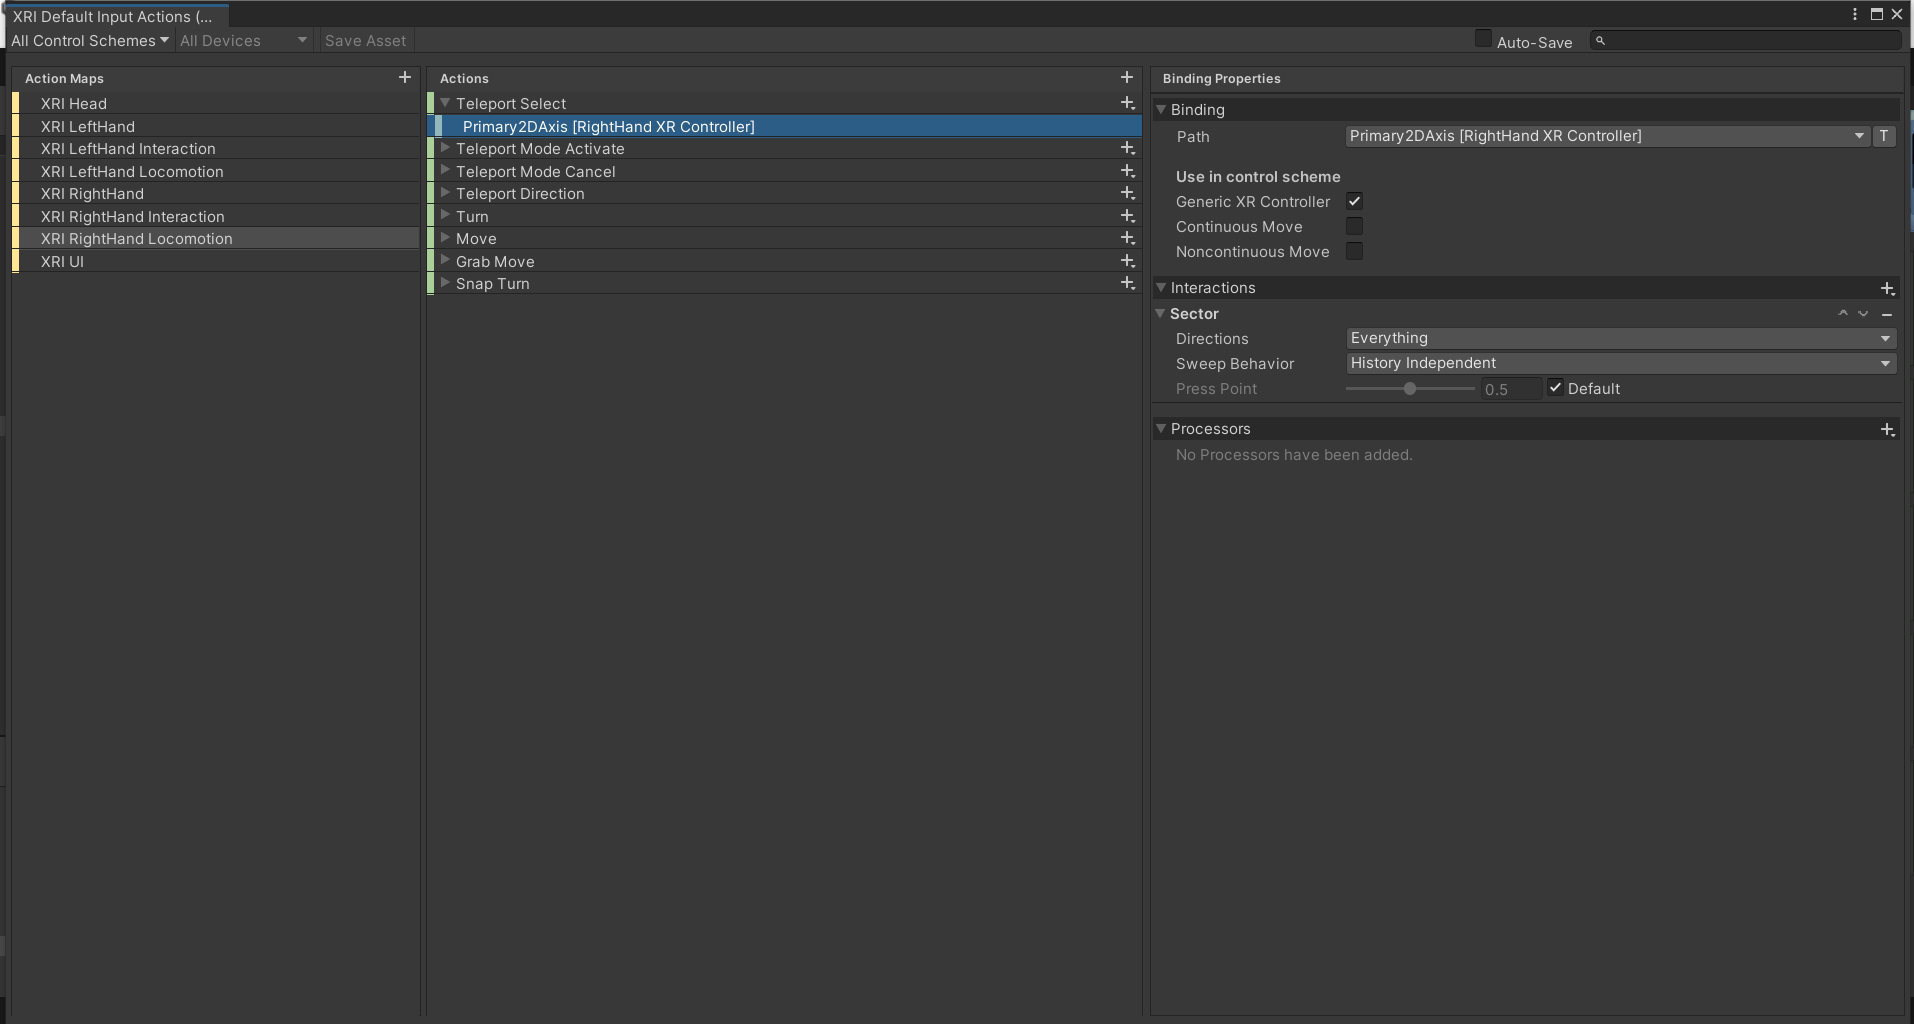 XRI Default Input Actions (...
All Control Schemes All Devices Save Asset Auto-Save
Action Maps
XRI Head
XRI LeftHand
XRI LeftHand Interaction
XRI LeftHand Locomotion
XRI RightHand
XRI RightHand Interaction
XRI RightHand Locomotion
XRI UI
Actions
Teleport Select
Primary2DAxis [RightHand XR Controller]
Teleport Mode Activate
Teleport Mode Cancel
Teleport Direction
Turn
Move
Grab Move
Snap Turn
Binding Properties
Binding
Path Primary2DAxis [RightHand XR Controller] T
Use in control scheme
Generic XR Controller
Continuous Move
Noncontinuous Move
Interactions
Sector
Directions Everything
Sweep Behavior History Independent
Press Point 0.5 Default
Processors
No Processors have been added.